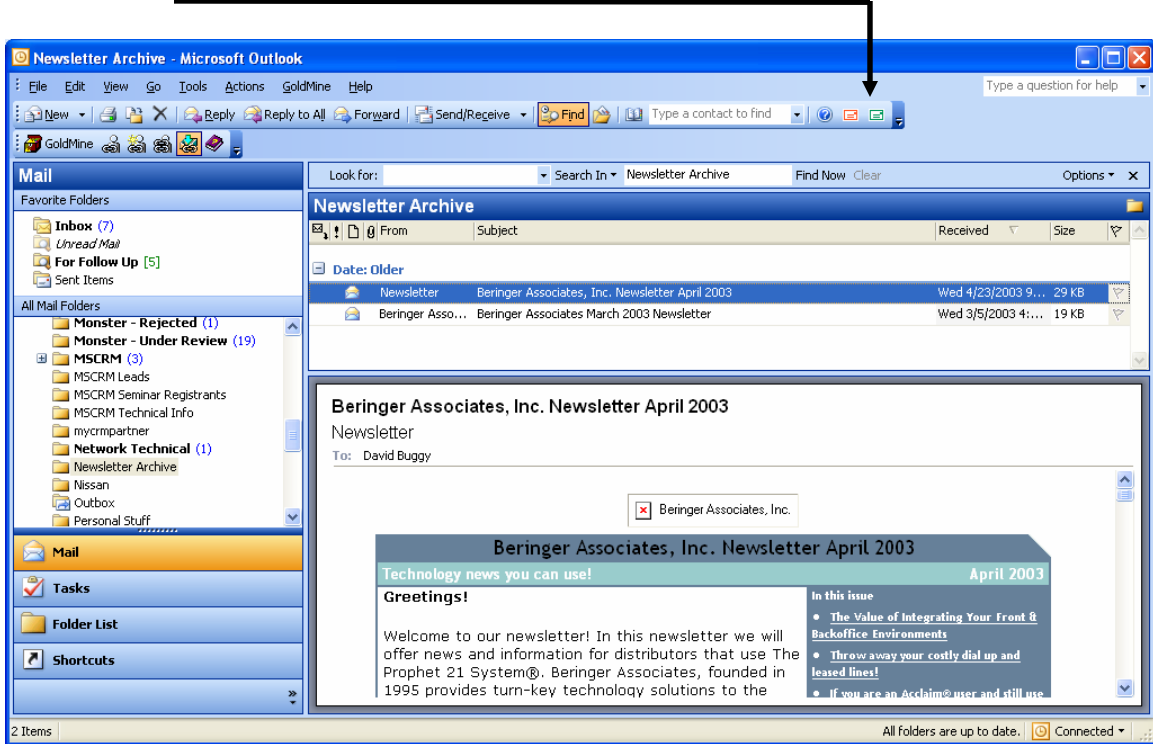 Newsletter Archive - Microsoft Outlook
File Edit View Go Tools Actions GoldMine Help
Type a question for help
New Reply Reply to All Forward Send/Receive Find Type a contact to find
GoldMine
Mail
Look for: Search In Newsletter Archive Find Now Clear Options
Favorite Folders
Inbox (7)
Unread Mail
For Follow Up [5]
Sent Items
All Mail Folders
Monster - Rejected (1)
Monster - Under Review (19)
MSCRM (3)
MSCRM Leads
MSCRM Seminar Registrants
MSCRM Technical Info
mycrmpartner
Network Technical (1)
Newsletter Archive
Nissan
Outbox
Personal Stuff
Mail
Tasks
Folder List
Shortcuts
Newsletter Archive
From Subject Received Size
Date: Older
Newsletter Beringer Associates, Inc. Newsletter April 2003 Wed 4/23/2003 9... 29 KB
Beringer Asso... Beringer Associates March 2003 Newsletter Wed 3/5/2003 4:... 19 KB
Beringer Associates, Inc. Newsletter April 2003
Newsletter
To: David Buggy
Beringer Associates, Inc.
Beringer Associates, Inc. Newsletter April 2003
Technology news you can use! April 2003
Greetings!
Welcome to our newsletter! In this newsletter we will
offer news and information for distributors that use The
Prophet 21 System®. Beringer Associates, founded in
1995 provides turn-key technology solutions to the
In this issue
• The Value of Integrating Your Front &
Backoffice Environments
• Throw away your costly dial up and
leased lines!
• If you are an Acclaim® user and still use
2 Items
All folders are up to date. Connected